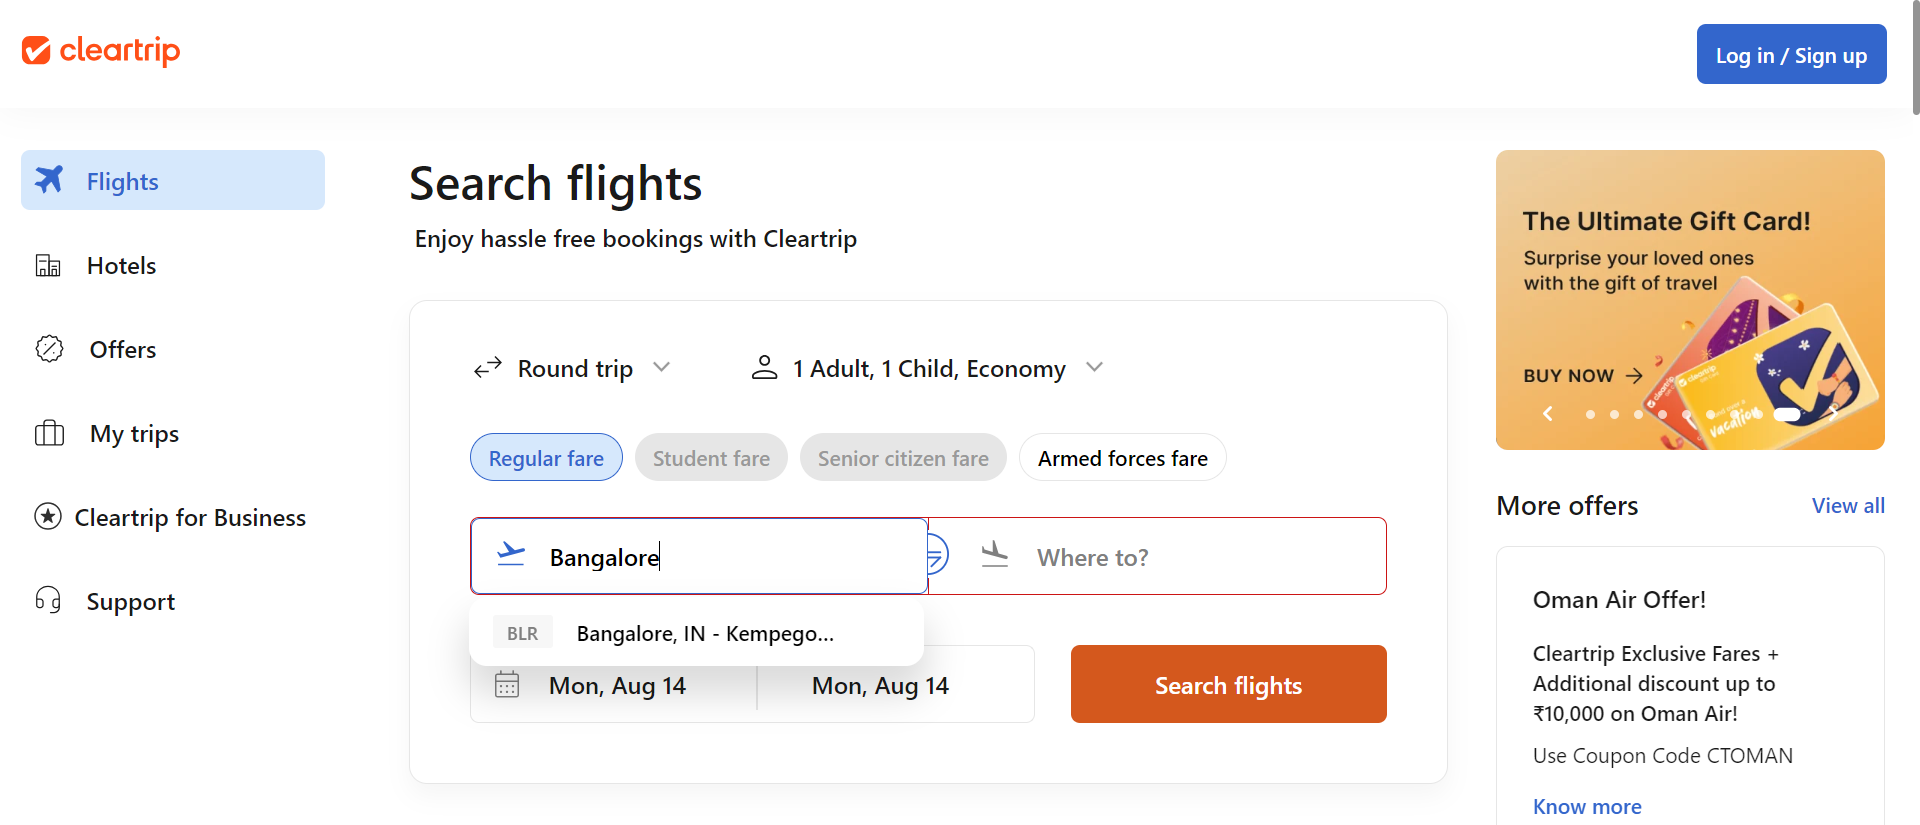 cleartrip
Log in / Sign up
Flights
Hotels
Offers
My trips
Cleartrip for Business
Support
Search flights
Enjoy hassle free bookings with Cleartrip
Round trip
1 Adult, 1 Child, Economy
Regular fare
Student fare
Senior citizen fare
Armed forces fare
Bangalore
Where to?
BLR
Bangalore, IN - Kempego...
Mon, Aug 14
Mon, Aug 14
Search flights
The Ultimate Gift Card!
Surprise your loved ones
with the gift of travel
BUY NOW
cleartrip
cleartrip
vacation
More offers
View all
Oman Air Offer!
Cleartrip Exclusive Fares +
Additional discount up to
₹10,000 on Oman Air!
Use Coupon Code CTOMAN
Know more